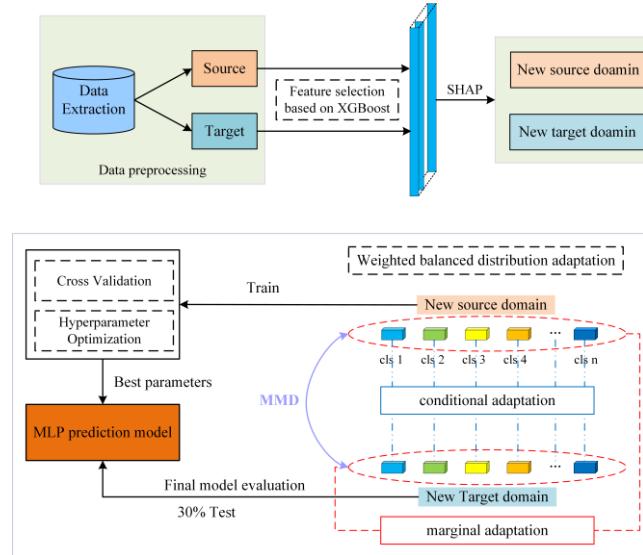 Data
Extraction
Source
Target
Data preprocessing
Feature selection
based on XGBoost
SHAP
New source doamin
New target doamin
Cross Validation
Hyperparameter
Optimization
Best parameters
MLP prediction model
Train
Weighted balanced distribution adaptation
New source domain
cls 1
cls 2
cls 3
cls 4
...
cls n
MMD
conditional adaptation
...
New Target domain
marginal adaptation
Final model evaluation
30% Test